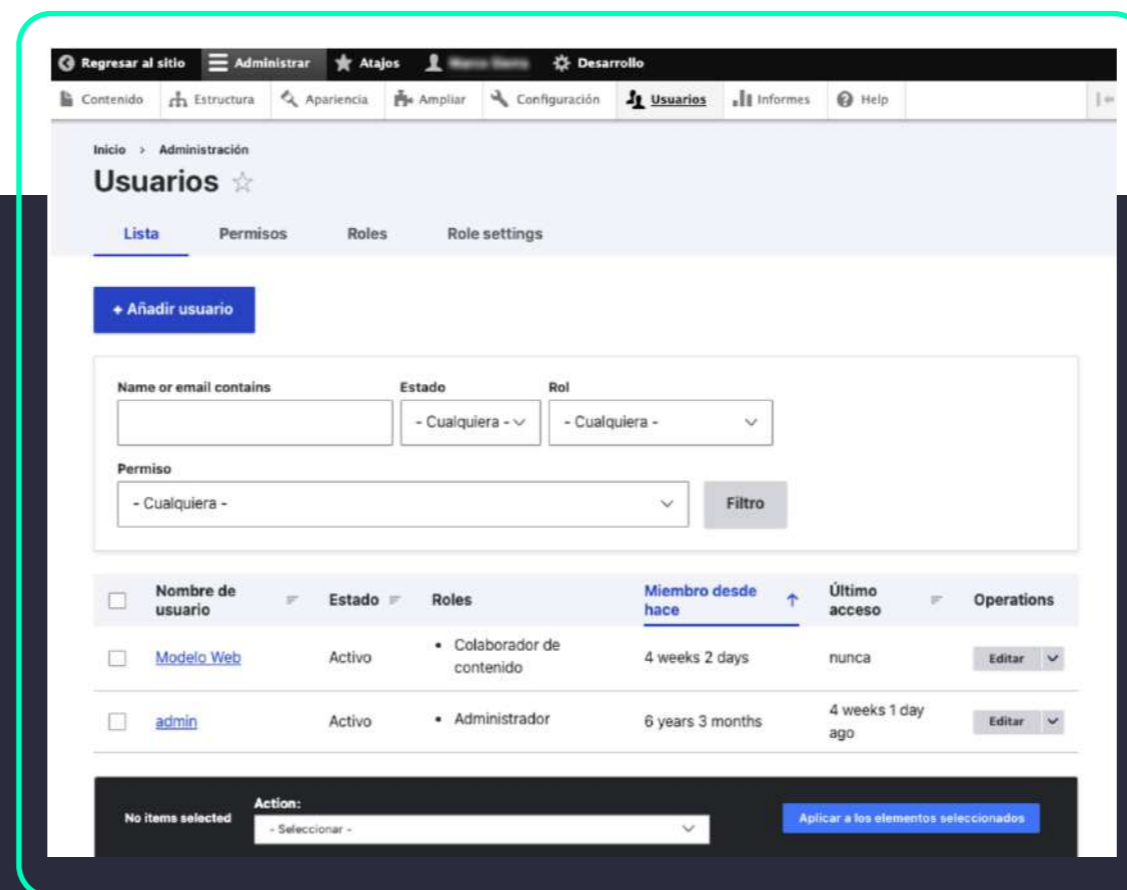 Regresar al sitio Administrar Atajos Desarrollo
Contenido Estructura Apariencia Ampliar Configuración Usuarios Informes Help
Inicio › Administración
Usuarios
Lista Permisos Roles Role settings
+ Añadir usuario
Name or email contains Estado Rol
- Cualquiera - - Cualquiera -
Permiso
- Cualquiera - Filtro
Nombre de usuario Estado Roles Miembro desde hace Último acceso Operations
Modelo Web Activo • Colaborador de contenido 4 weeks 2 days nunca Editar
admin Activo • Administrador 6 years 3 months 4 weeks 1 day ago Editar
Action:
No items selected - Seleccionar - Aplicar a los elementos seleccionados